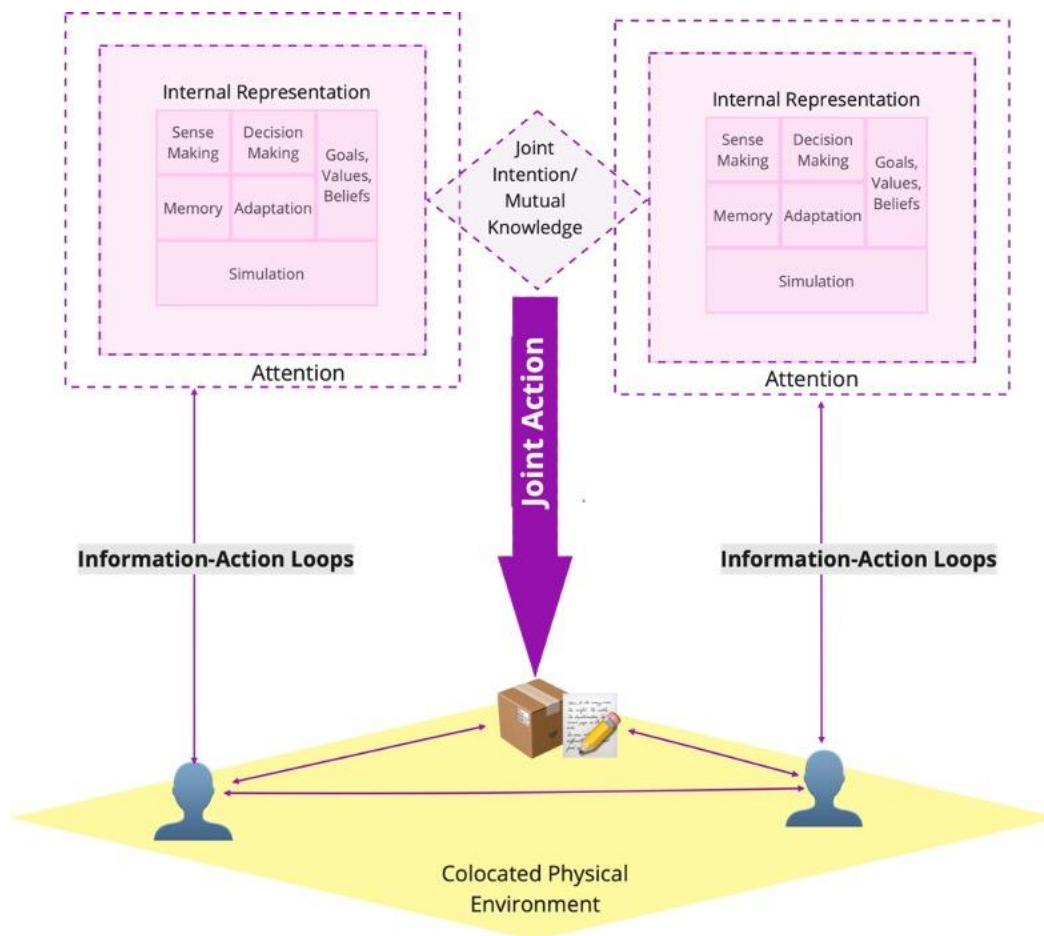 Internal Representation
Sense
Making
Decision
Making
Goals,
Values,
Beliefs
Memory
Adaptation
Simulation
Attention
Joint
Intention/
Mutual
Knowledge
Internal Representation
Sense
Making
Decision
Making
Goals,
Values,
Beliefs
Memory
Adaptation
Simulation
Attention
Joint Action
Information-Action Loops
Information-Action Loops
Colocated Physical
Environment